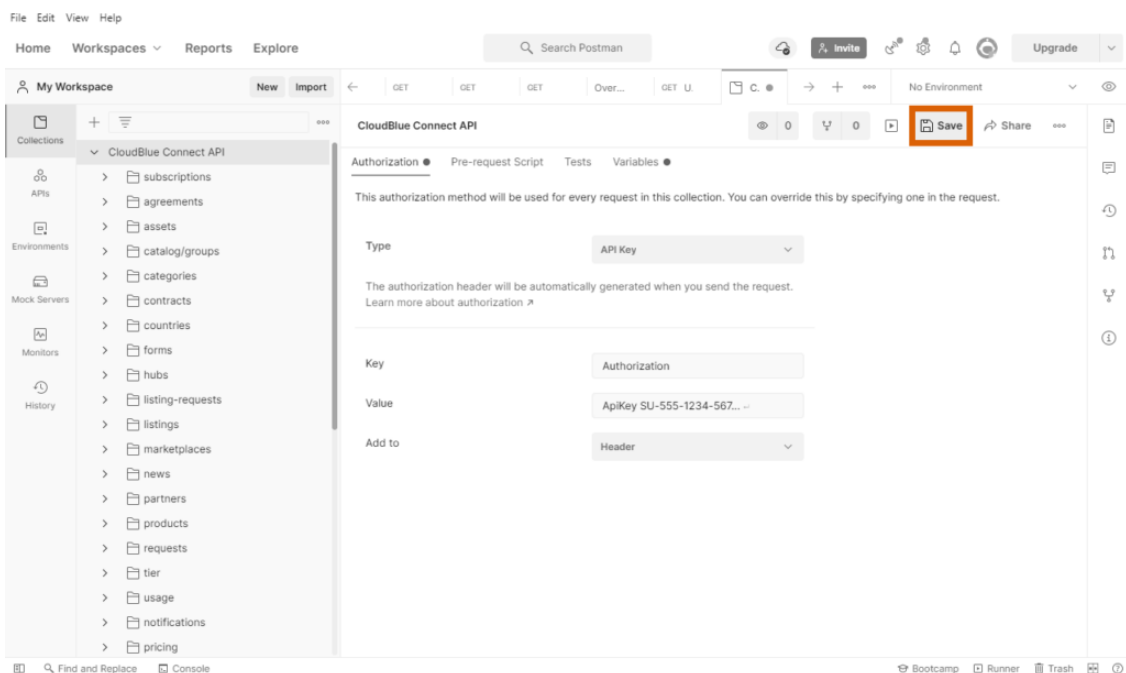 File Edit View Help
Home Workspaces Reports Explore Search Postman Invite Upgrade
My Workspace New Import GET GET GET Over... GET U. C. No Environment
Collections
APIs
Environments
Mock Servers
Monitors
History
CloudBlue Connect API
subscriptions
agreements
assets
catalog/groups
categories
contracts
countries
forms
hubs
listing-requests
listings
marketplaces
news
partners
products
requests
tier
usage
notifications
pricing
CloudBlue Connect API 0 0 Save Share
Authorization Pre-request Script Tests Variables
This authorization method will be used for every request in this collection. You can override this by specifying one in the request.
Type API Key
The authorization header will be automatically generated when you send the request.
Learn more about authorization ↗
Key Authorization
Value ApiKey SU-555-1234-567...
Add to Header
Find and Replace Console Bootcamp Runner Trash